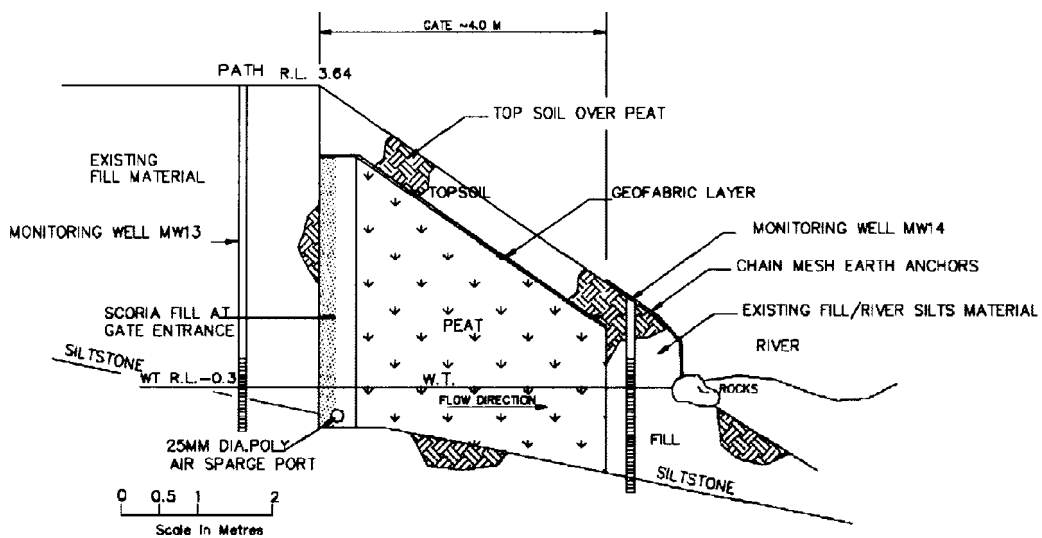 GATE ~4.0 M
PATH R.L. 3.64
TOP SOIL OVER PEAT
EXISTING
FILL MATERIAL
TOPSOIL
GEOFABRIC LAYER
MONITORING WELL MW13
MONITORING WELL MW14
CHAIN MESH EARTH ANCHORS
SCORIA FILL AT
GATE ENTRANCE
EXISTING FILL/RIVER SILTS MATERIAL
PEAT
RIVER
SILTSTONE
WT R.L.-0.3
W.T.
ROCKS
FLOW DIRECTION
25MM DIA.POLY
AIR SPARGE PORT
FILL
SILTSTONE
0 0.5 1 2
Scale In Metres